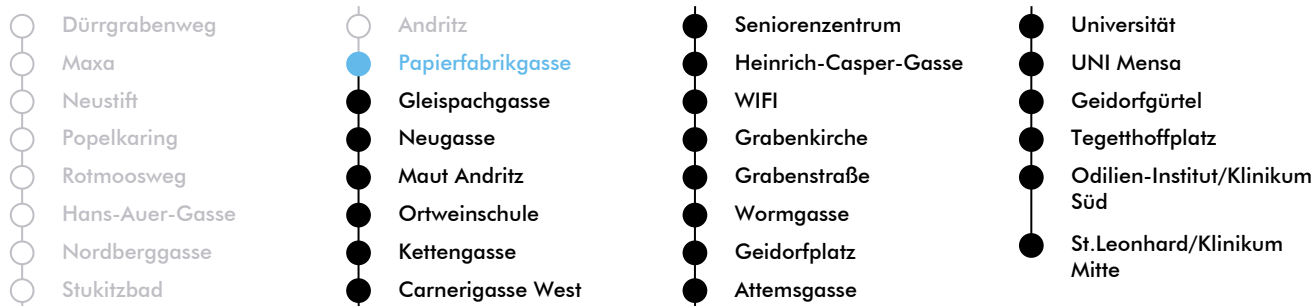 Dürrgrabenweg
Maxa
Neustift
Popelkaring
Rotmoosweg
Hans-Auer-Gasse
Nordberggasse
Stukitzbad
Andritz
Papierfabrikgasse
Gleispachgasse
Neugasse
Maut Andritz
Ortweinschule
Kettengasse
Carnerigasse West
Seniorenzentrum
Heinrich-Casper-Gasse
WIFI
Grabenkirche
Grabenstraße
Wormgasse
Geidorfplatz
Attemsgasse
Universität
UNI Mensa
Geidorfgürtel
Tegetthoffplatz
Odilien-Institut/Klinikum
Süd
St.Leonhard/Klinikum
Mitte